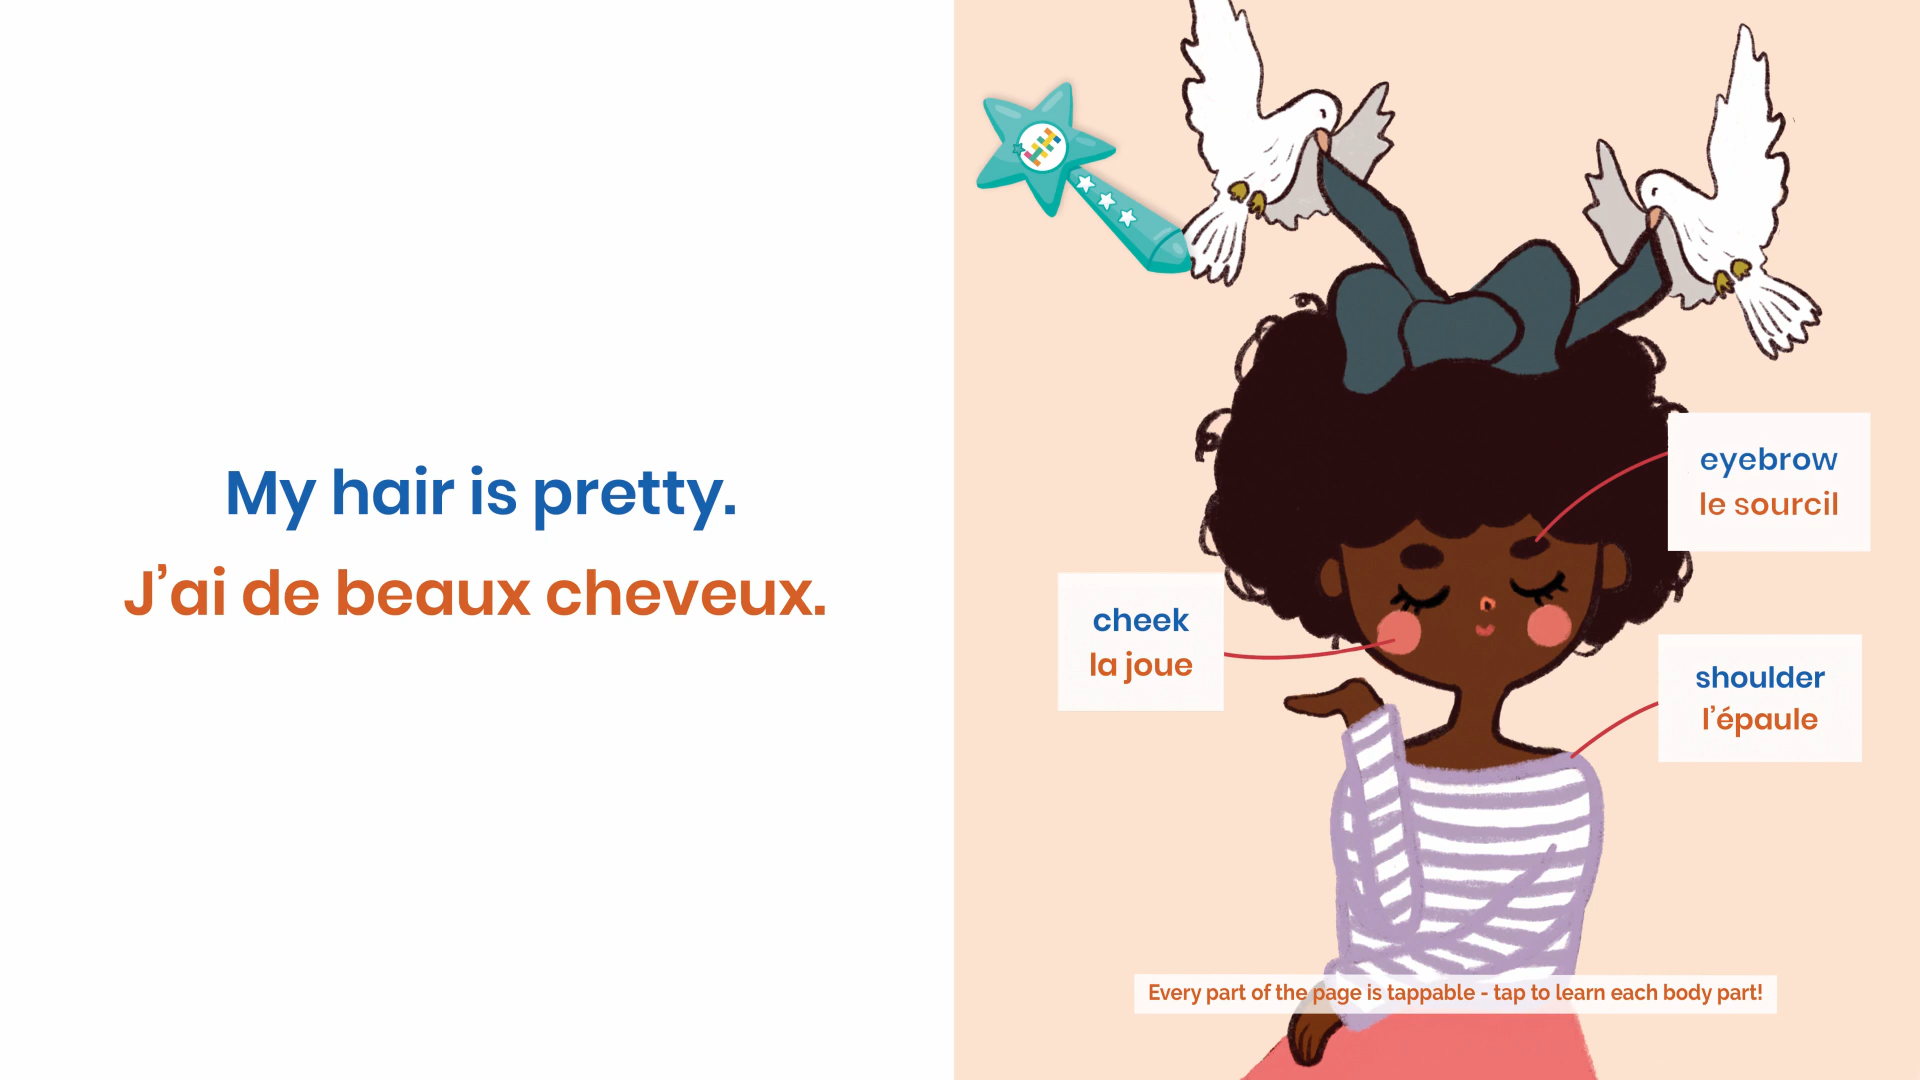 My hair is pretty.
J’ai de beaux cheveux.
eyebrow
le sourcil
cheek
la joue
shoulder
l’épaule
Every part of the page is tappable - tap to learn each body part!